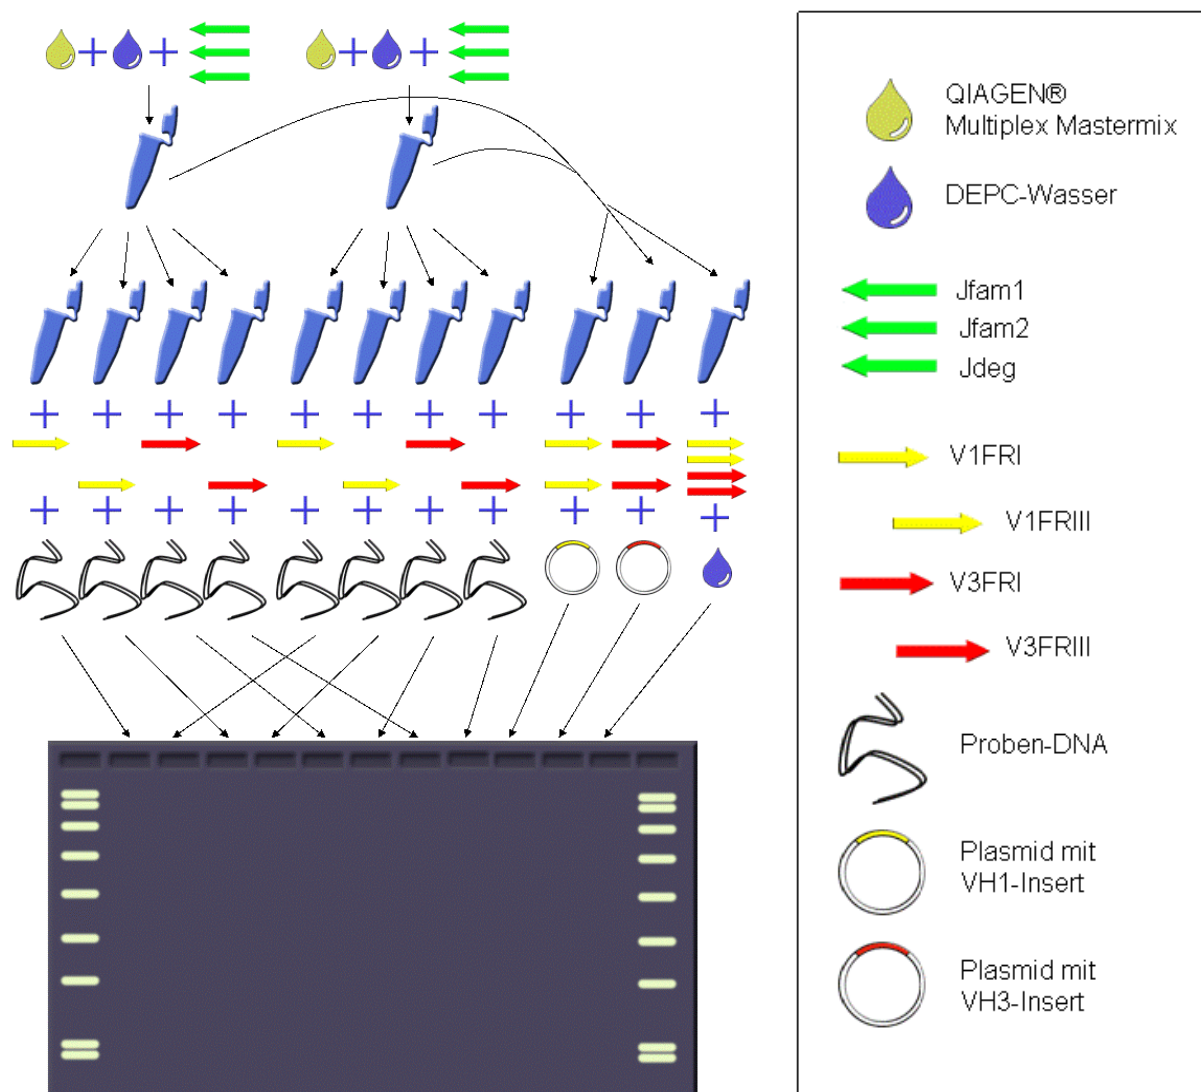 QIAGEN®
Multiplex Mastermix
DEPC-Wasser
Jfam1
Jfam2
Jdeg
V1FRI
V1FRIII
V3FRI
V3FRIII
Proben-DNA
Plasmid mit
VH1-Insert
Plasmid mit
VH3-Insert